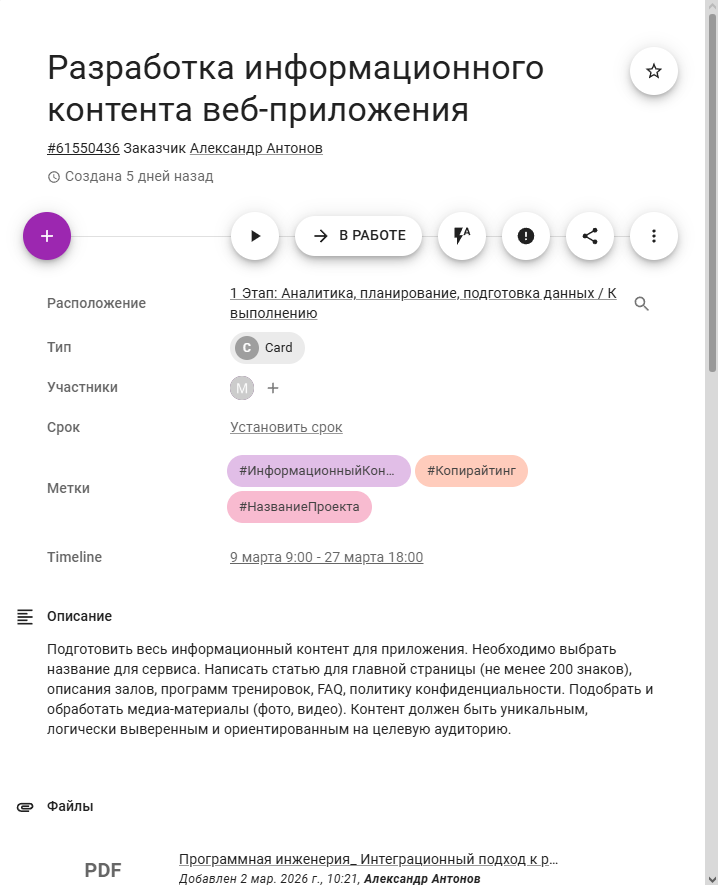 Разработка информационного
контента веб-приложения
#61550436 Заказчик Александр Антонов
Создана 5 дней назад
В РАБОТЕ
Расположение
1 Этап: Аналитика, планирование, подготовка данных / К
выполнению
Тип
C Card
Участники
М
Срок
Установить срок
Метки
#ИнформационныйКон...
#Копирайтинг
#НазваниеПроекта
Timeline
9 марта 9:00 - 27 марта 18:00
Описание
Подготовить весь информационный контент для приложения. Необходимо выбрать
название для сервиса. Написать статью для главной страницы (не менее 200 знаков),
описания залов, программ тренировок, FAQ, политику конфиденциальности. Подобрать и
обработать медиа-материалы (фото, видео). Контент должен быть уникальным,
логически выверенным и ориентированным на целевую аудиторию.
Файлы
PDF
Программная инженерия_ Интеграционный подход к р...
Добавлен 2 мар. 2026 г., 10:21, Александр Антонов